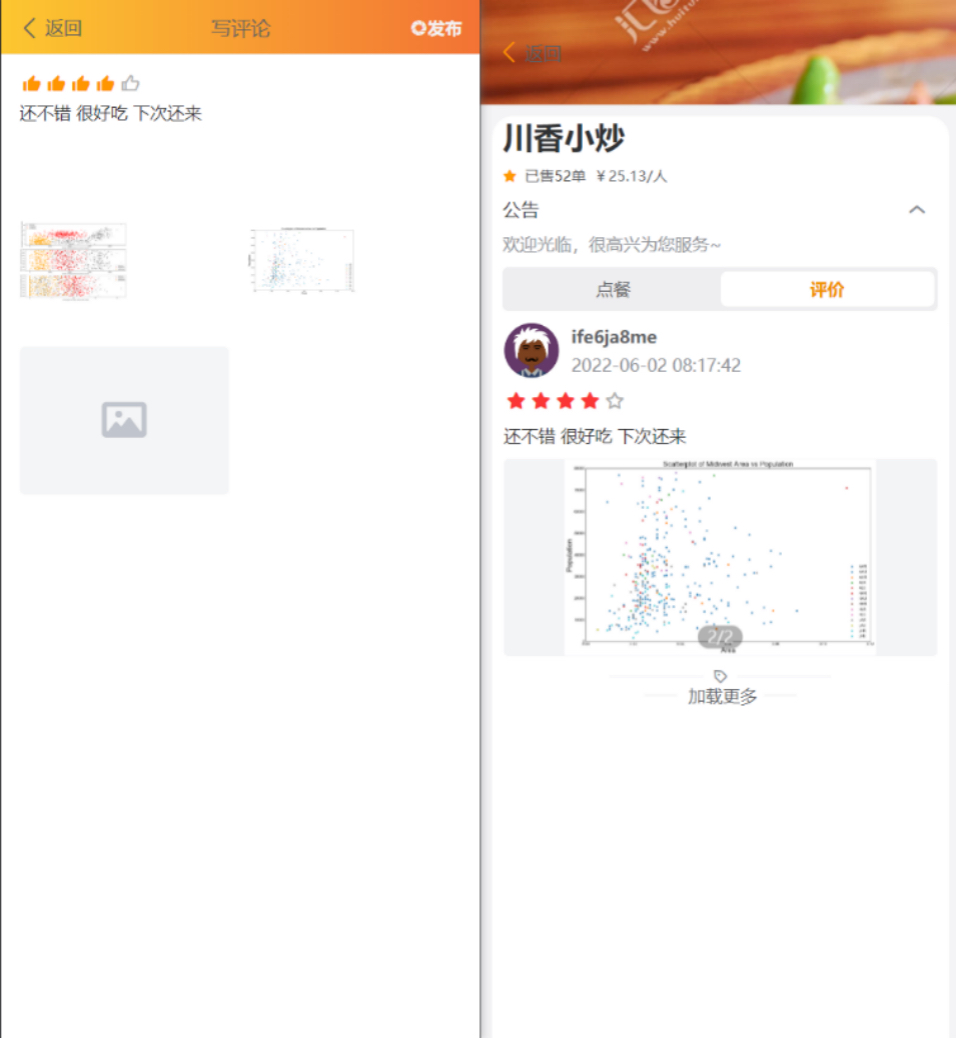 返回
写评论
发布
还不错 很好吃 下次还来
返回
川香小炒
已售52单 ￥25.13/人
公告
欢迎光临，很高兴为您服务~
点餐
评价
ife6ja8me
2022-06-02 08:17:42
还不错 很好吃 下次还来
Scatterplot of Midwest Area vs Population
Population
2/2
Area
加载更多